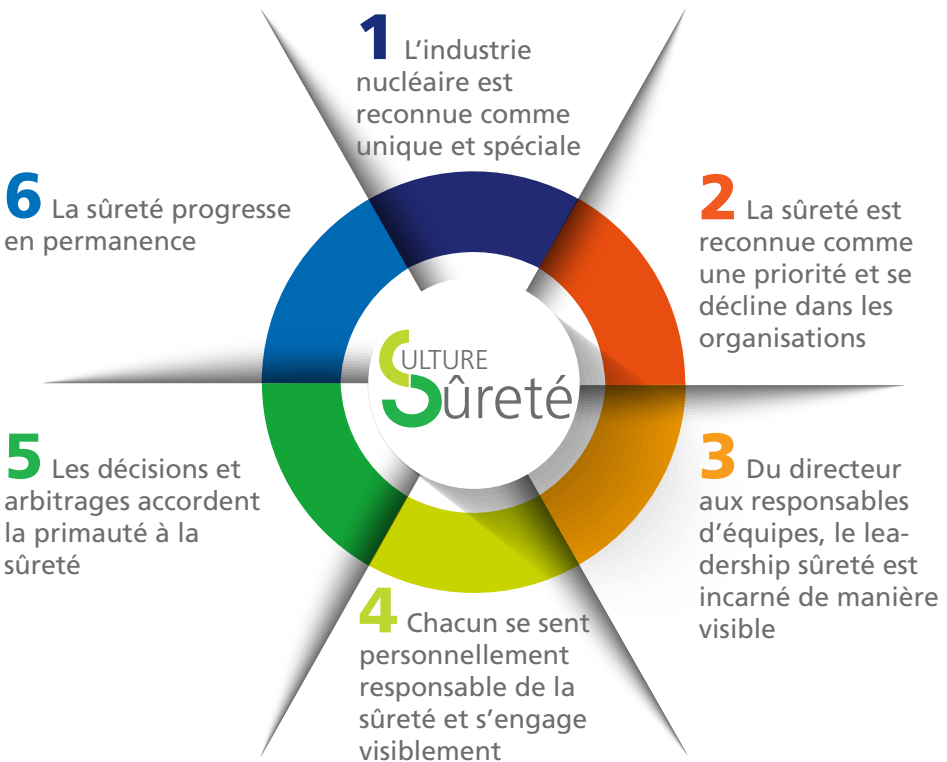 1 L’industrie
nucléaire est
reconnue comme
unique et spéciale
2 La sûreté est
reconnue comme
une priorité et se
décline dans les
organisations
3 Du directeur
aux responsables
d’équipes, le lea-
dership sûreté est
incarné de manière
visible
4 Chacun se sent
personnellement
responsable de la
sûreté et s’engage
visiblement
5 Les décisions et
arbitrages accordent
la primauté à la
sûreté
6 La sûreté progresse
en permanence
CULTURE
Sûreté